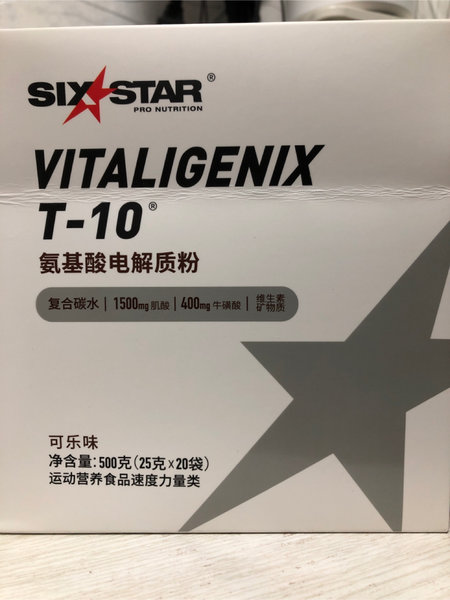 SIX STAR®
PRO NUTRITION
VITALIGENIX
T-10®
氨基酸电解质粉
复合碳水 | 1500mg 肌酸 | 400mg 牛磺酸 | 维生素 矿物质
可乐味
净含量:500克(25克×20袋)
运动营养食品速度力量类